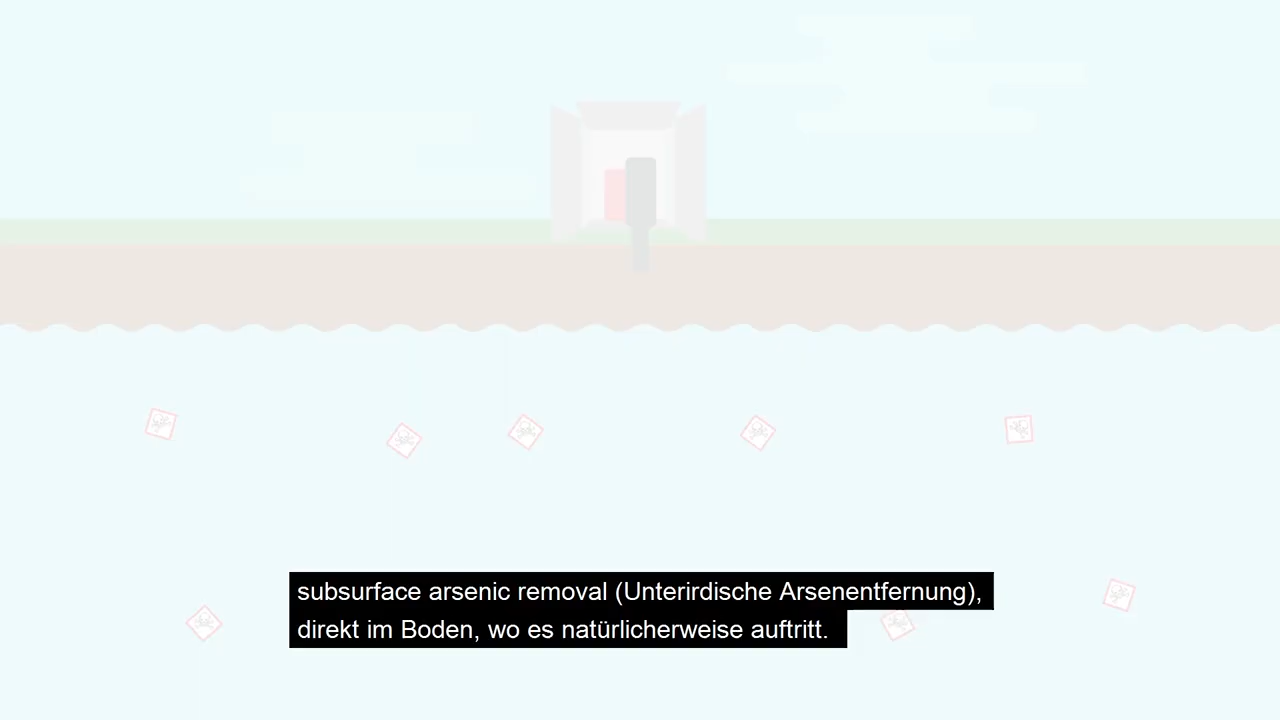 subsurface arsenic removal (Unterirdische Arsenentfernung),
direkt im Boden, wo es natürlicherweise auftritt.